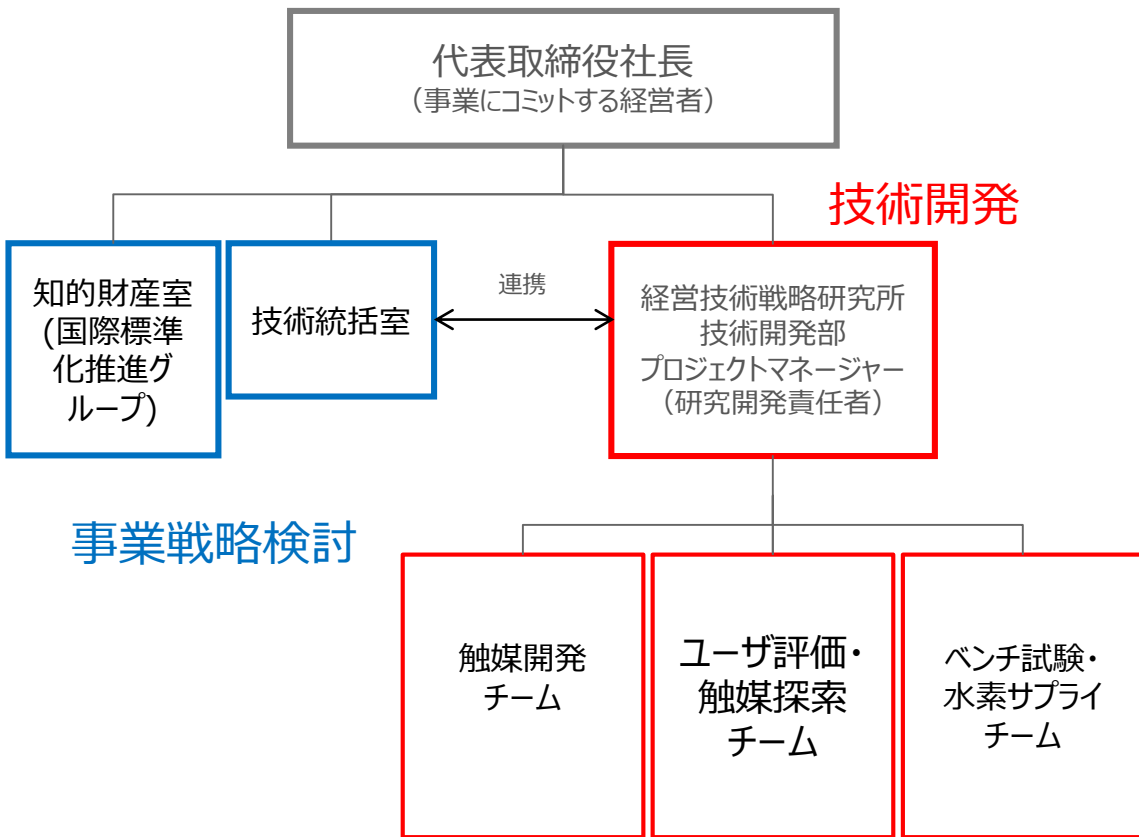 代表取締役社長
（事業にコミットする経営者）
技術開発
知的財産室
(国際標準
化推進グ
ループ)
技術統括室
連携
経営技術戦略研究所
技術開発部
プロジェクトマネージャー
（研究開発責任者）
事業戦略検討
触媒開発
チーム
ユーザ評価・
触媒探索
チーム
ベンチ試験・
水素サプライ
チーム